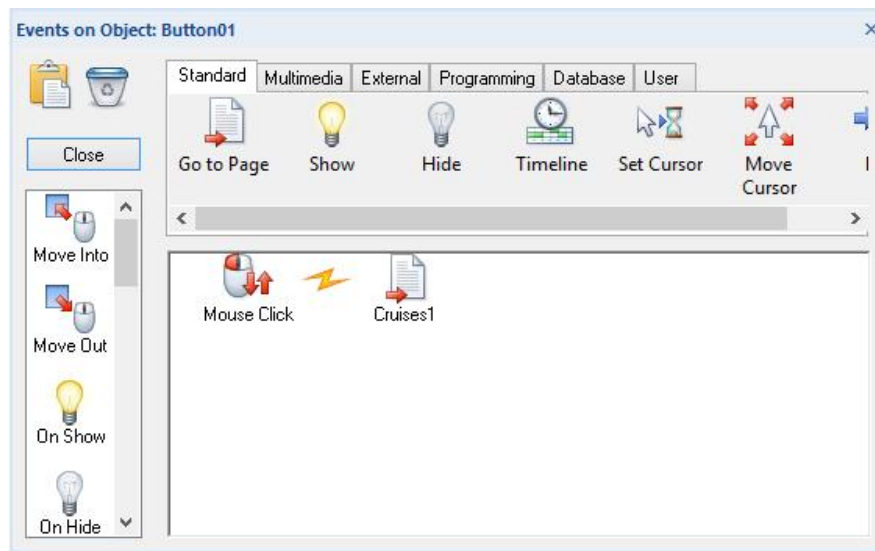 Events on Object: Button01
Standard Multimedia External Programming Database User
Close
Go to Page Show Hide Timeline Set Cursor Move
Cursor
Move Into
Move Out
On Show
On Hide
Mouse Click Cruises1